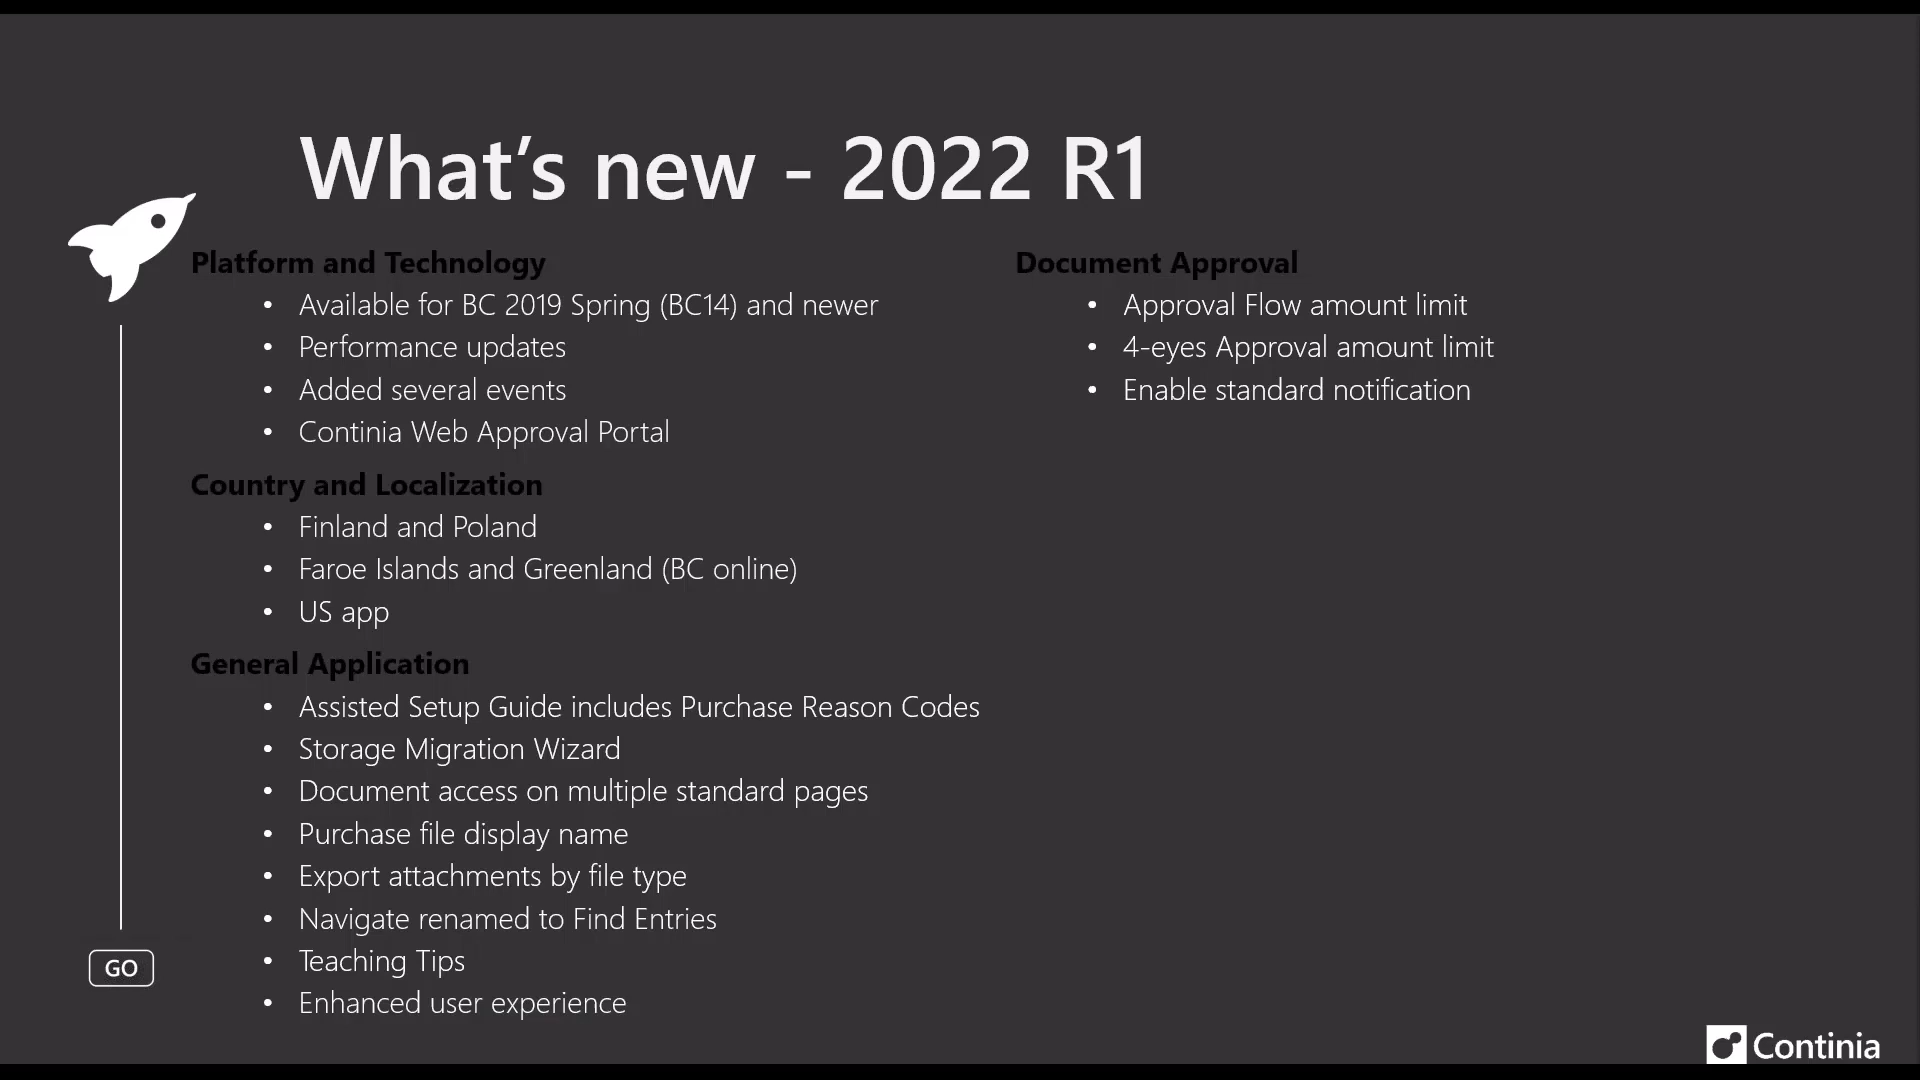 What’s new - 2022 R1
Platform and Technology
• Available for BC 2019 Spring (BC14) and newer
• Performance updates
• Added several events
• Continia Web Approval Portal
Country and Localization
• Finland and Poland
• Faroe Islands and Greenland (BC online)
• US app
General Application
• Assisted Setup Guide includes Purchase Reason Codes
• Storage Migration Wizard
• Document access on multiple standard pages
• Purchase file display name
• Export attachments by file type
• Navigate renamed to Find Entries
• Teaching Tips
• Enhanced user experience
Document Approval
• Approval Flow amount limit
• 4-eyes Approval amount limit
• Enable standard notification
GO
Continia